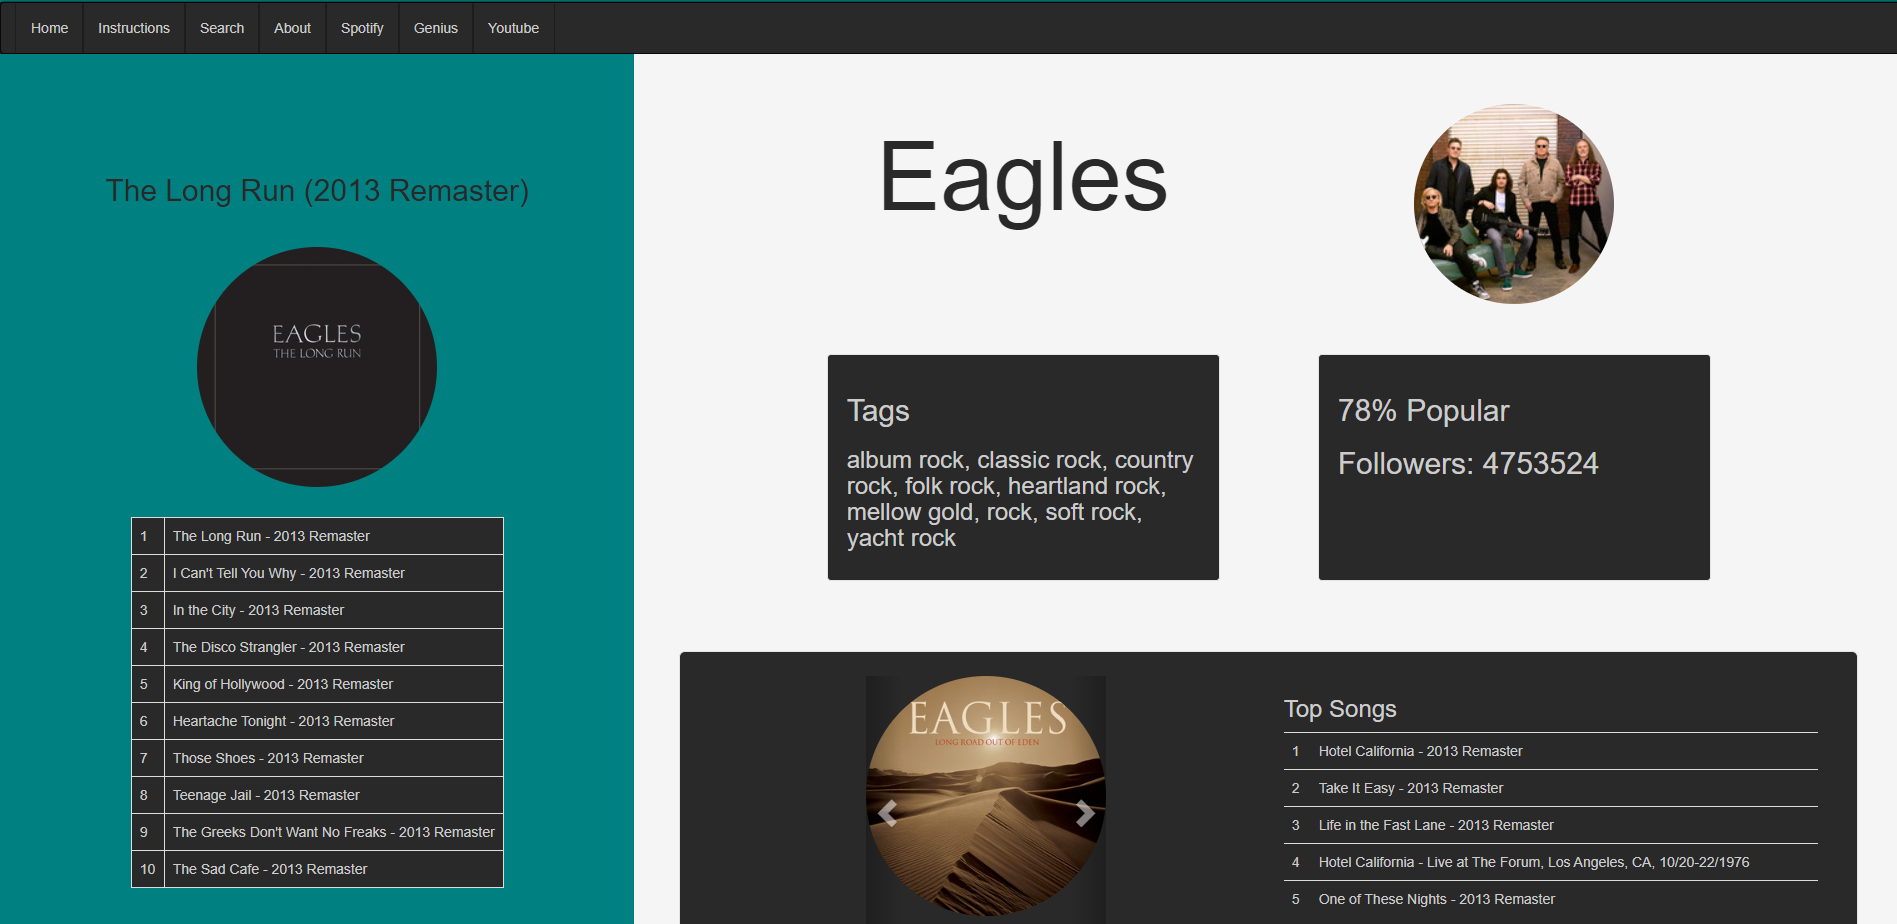 Home Instructions Search About Spotify Genius Youtube
The Long Run (2013 Remaster)
EAGLES
THE LONG RUN
1 The Long Run - 2013 Remaster
2 I Can't Tell You Why - 2013 Remaster
3 In the City - 2013 Remaster
4 The Disco Strangler - 2013 Remaster
5 King of Hollywood - 2013 Remaster
6 Heartache Tonight - 2013 Remaster
7 Those Shoes - 2013 Remaster
8 Teenage Jail - 2013 Remaster
9 The Greeks Don't Want No Freaks - 2013 Remaster
10 The Sad Cafe - 2013 Remaster
Eagles
Tags
album rock, classic rock, country
rock, folk rock, heartland rock,
mellow gold, rock, soft rock,
yacht rock
78% Popular
Followers: 4753524
EAGLES
LONG ROAD OUT OF EDEN
Top Songs
1 Hotel California - 2013 Remaster
2 Take It Easy - 2013 Remaster
3 Life in the Fast Lane - 2013 Remaster
4 Hotel California - Live at The Forum, Los Angeles, CA, 10/20-22/1976
5 One of These Nights - 2013 Remaster